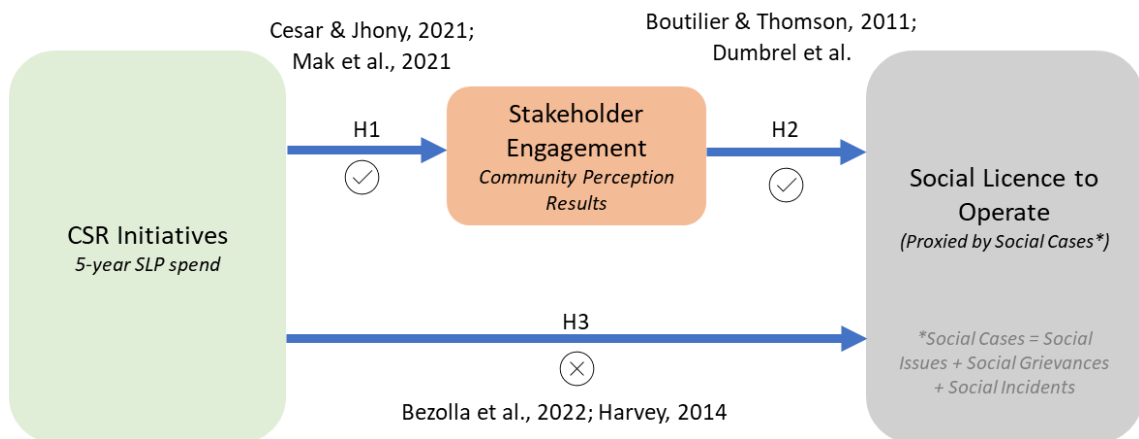 Cesar & Jhony, 2021;
Mak et al., 2021
Boutilier & Thomson, 2011;
Dumbrel et al.
H1
Stakeholder
Engagement
Community Perception
Results
H2
CSR Initiatives
5-year SLP spend
Social Licence to
Operate
(Proxied by Social Cases*)
H3
*Social Cases = Social
Issues + Social Grievances
+ Social Incidents
Bezolla et al., 2022; Harvey, 2014